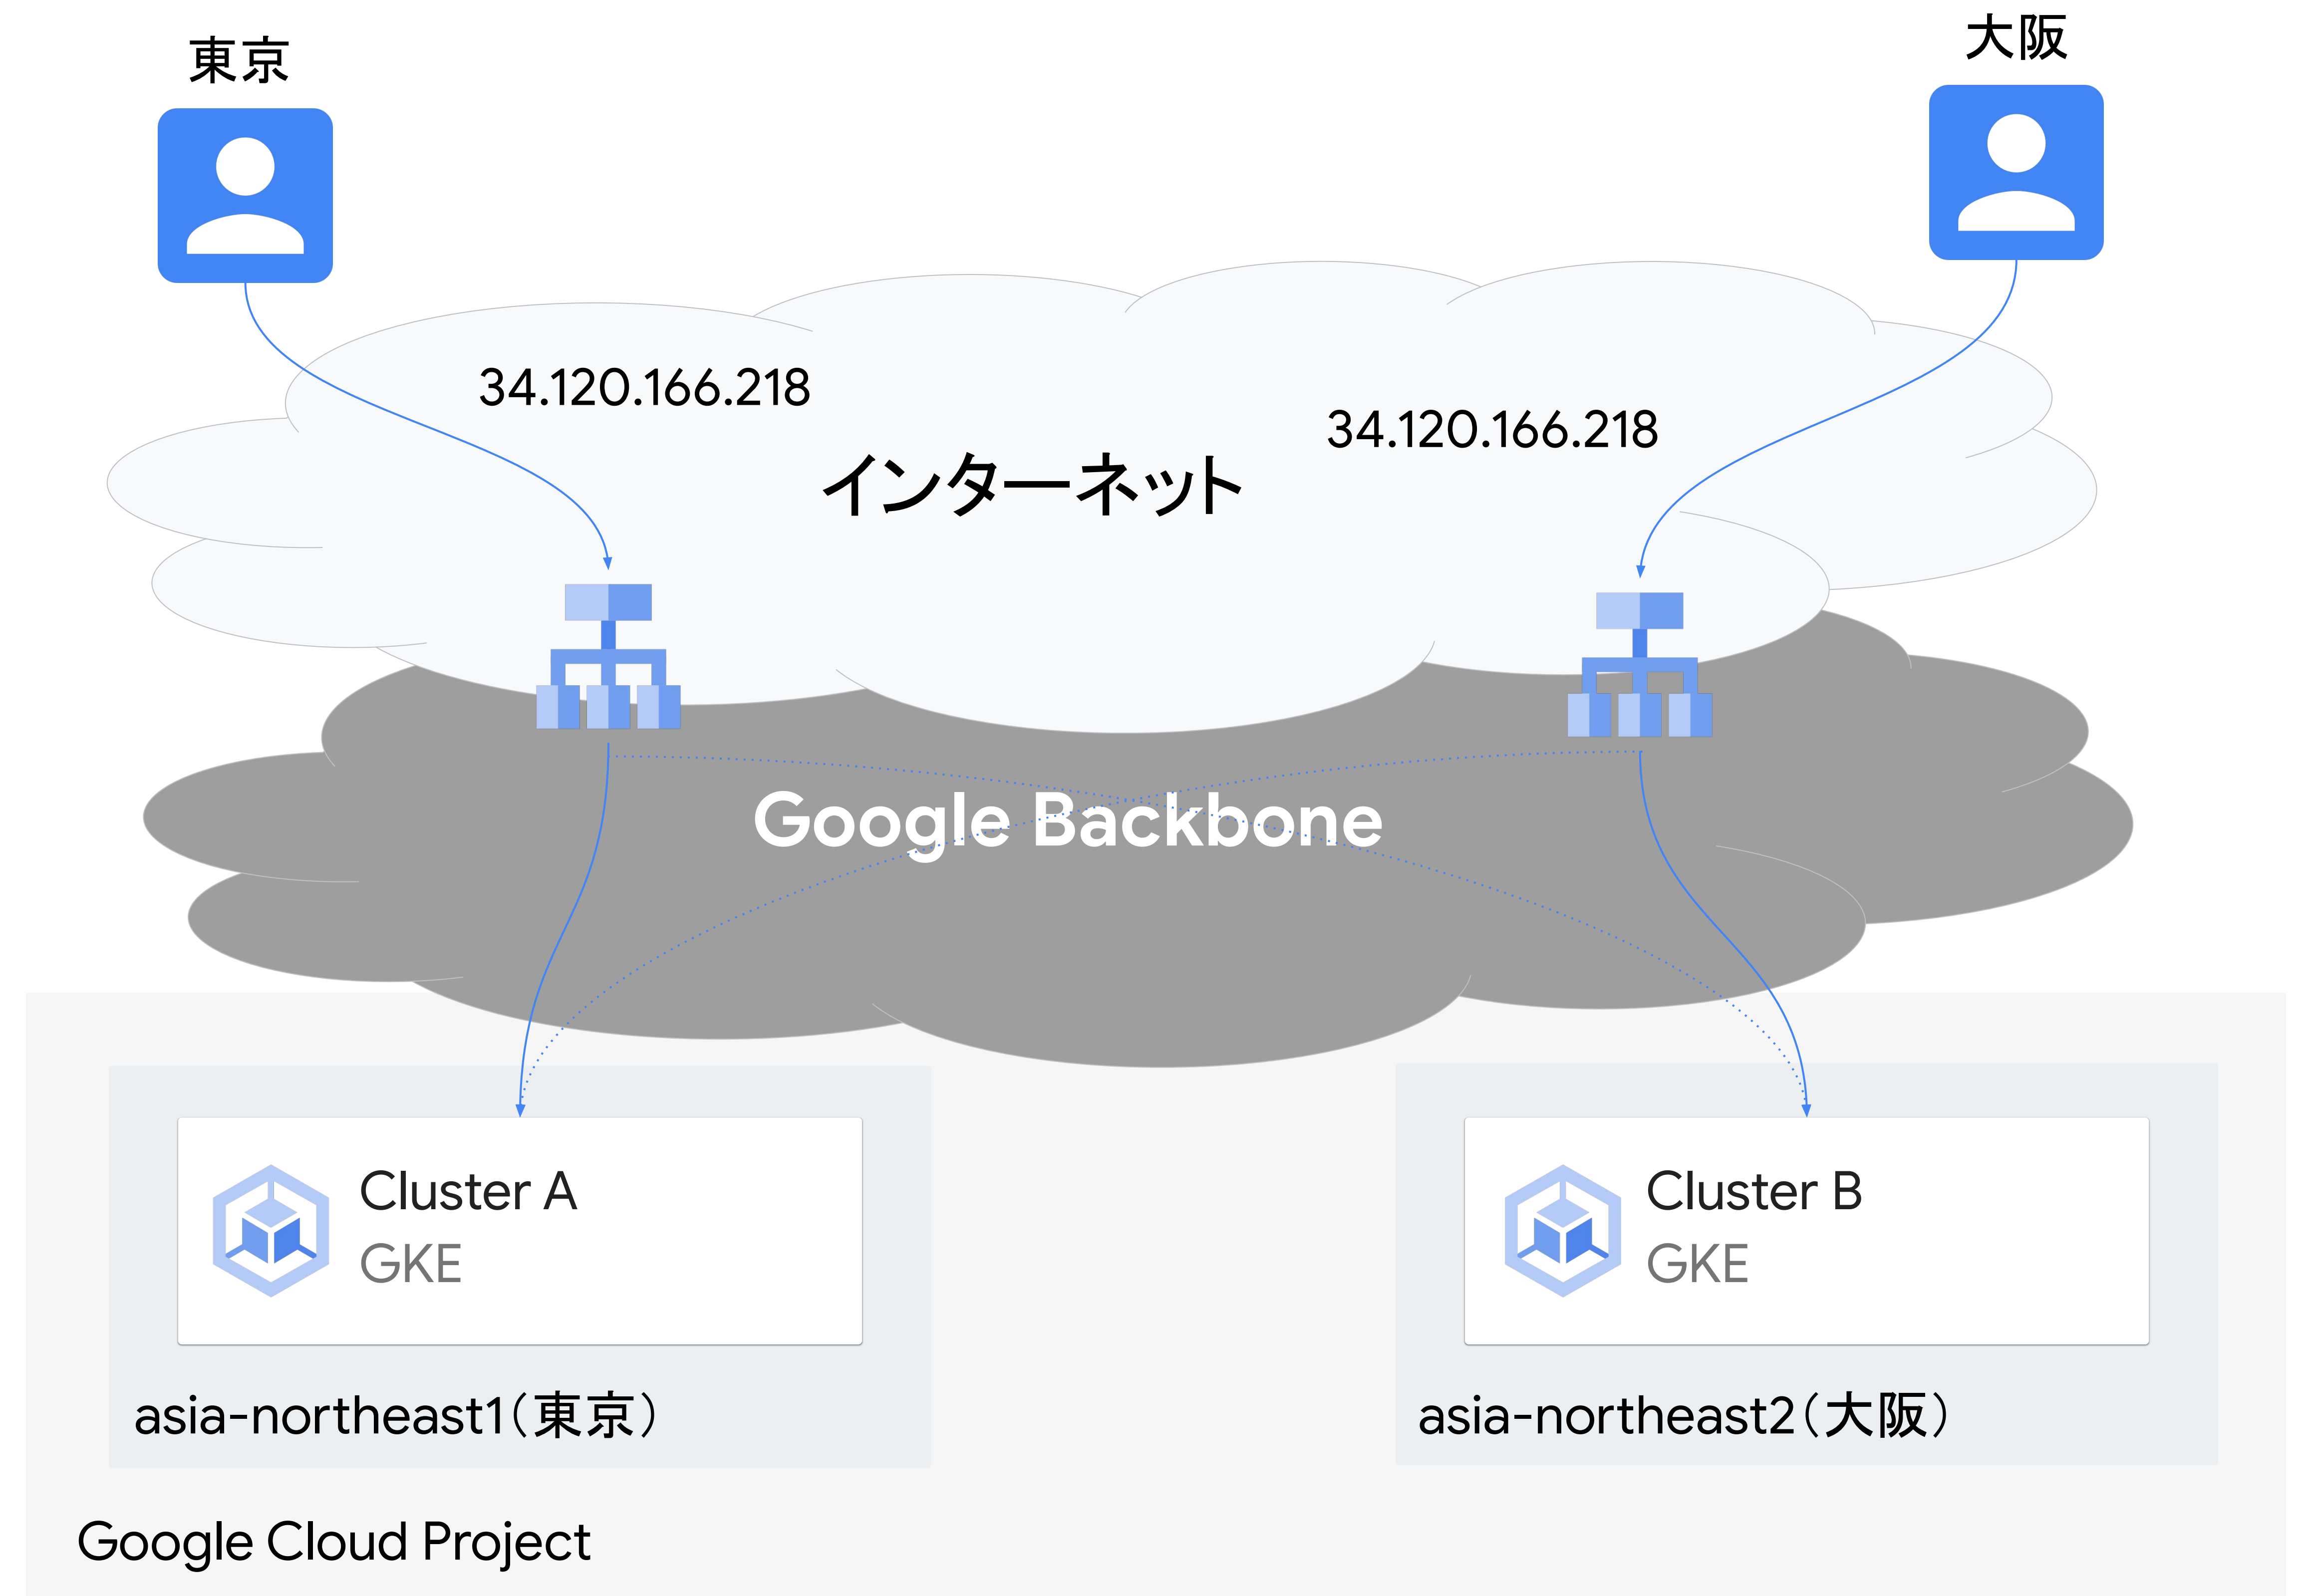 東京
大阪
34.120.166.218
34.120.166.218
インターネット
Google Backbone
Cluster A
GKE
Cluster B
GKE
asia-northeast1（東京）
asia-northeast2（大阪）
Google Cloud Project